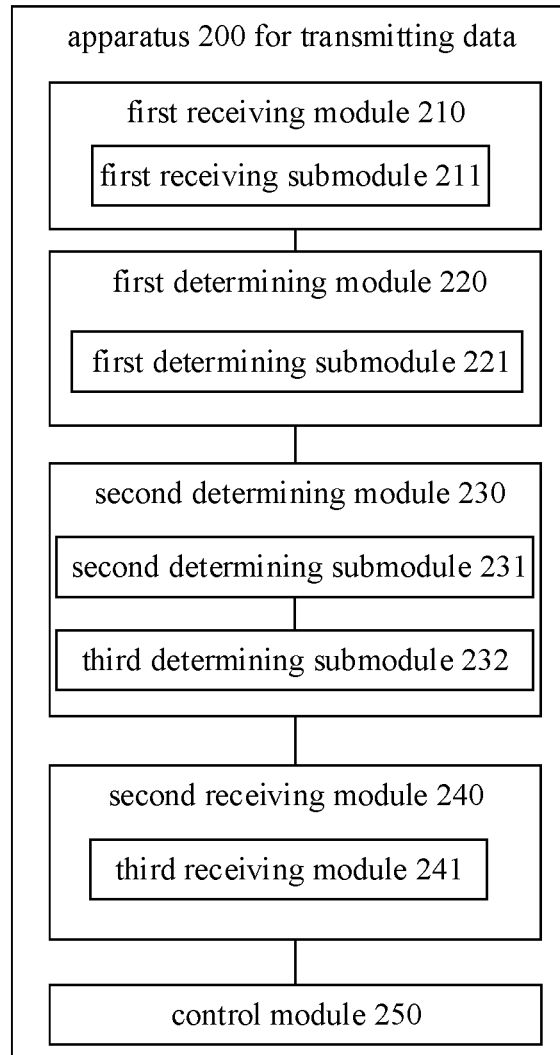 apparatus 200 for transmitting data
first receiving module 210
first receiving submodule 211
first determining module 220
first determining submodule 221
second determining module 230
second determining submodule 231
third determining submodule 232
second receiving module 240
third receiving module 241
control module 250